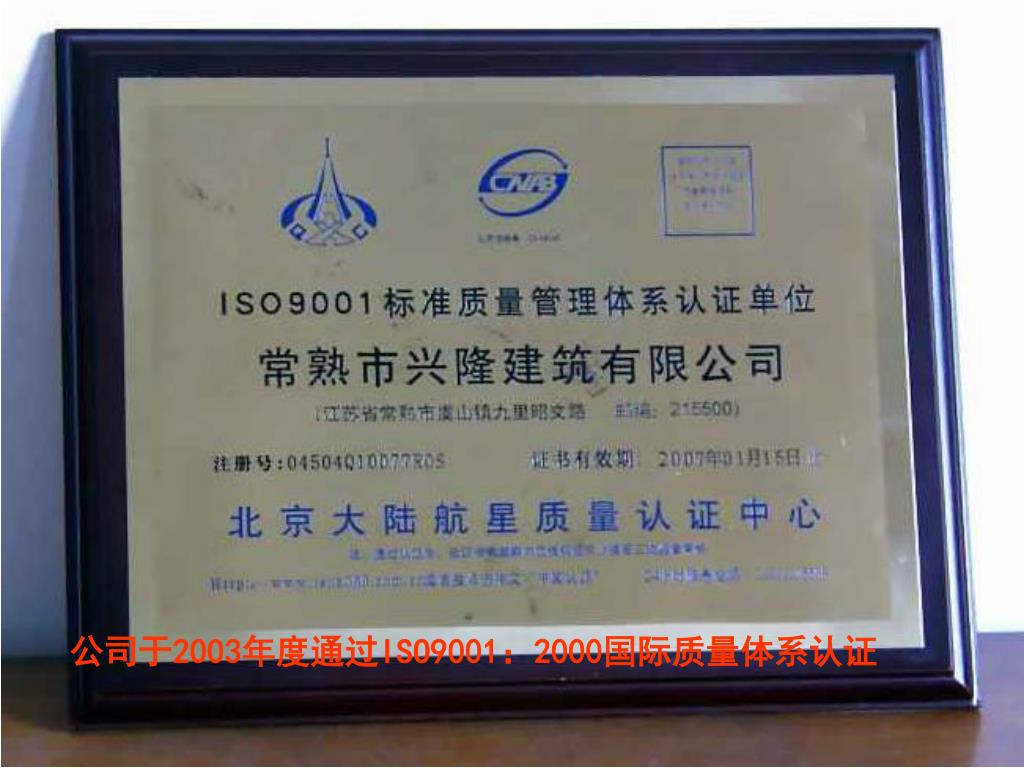 QXC
CNAB
ISO9001标准质量管理体系认证单位
常熟市兴隆建筑有限公司
(江苏省常熟市虞山镇九里昭文路 邮编: 215500)
注册号:04504Q10077R0S 证书有效期: 2007年01月15日止
北京大陆航星质量认证中心
公司于2003年度通过ISO9001：2000国际质量体系认证